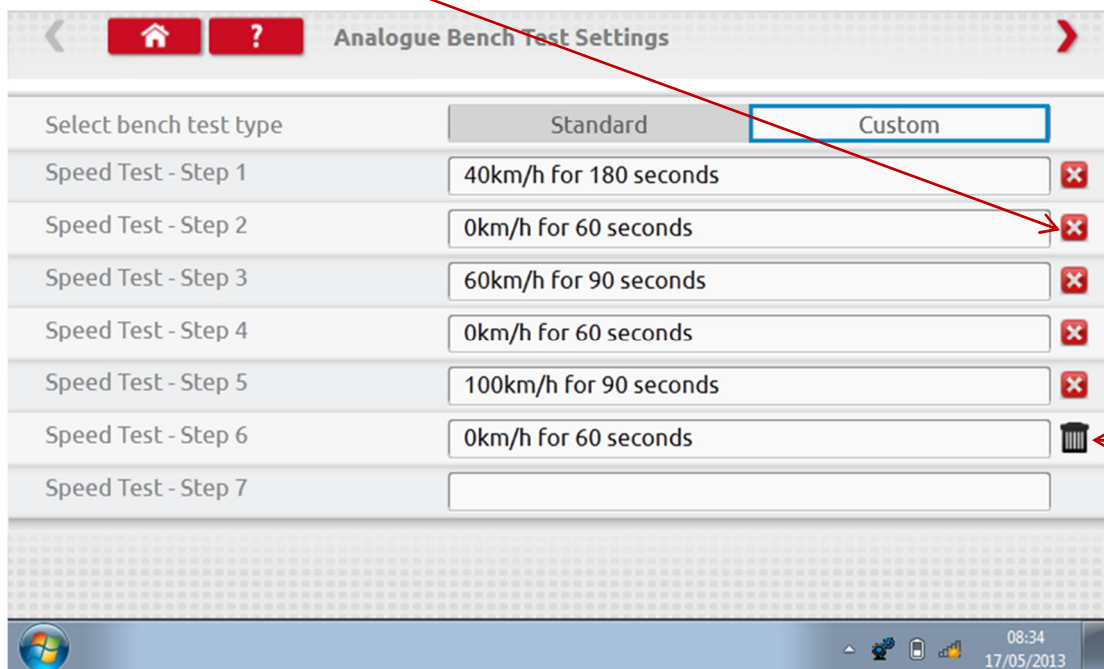 ?
Analogue Bench Test Settings
Select bench test type Standard Custom
Speed Test - Step 1 40km/h for 180 seconds
Speed Test - Step 2 0km/h for 60 seconds
Speed Test - Step 3 60km/h for 90 seconds
Speed Test - Step 4 0km/h for 60 seconds
Speed Test - Step 5 100km/h for 90 seconds
Speed Test - Step 6 0km/h for 60 seconds
Speed Test - Step 7
08:34
17/05/2013